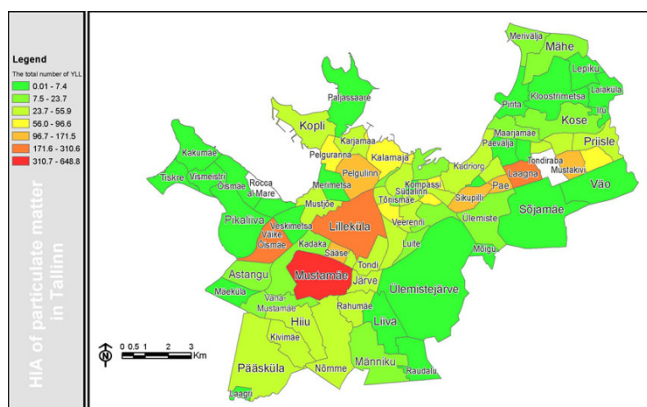 HIA of particulate matter
in Tallinn
Legend
The total number of YLL
0.01 - 7.4
7.5 - 23.7
23.7 - 55.9
56.0 - 96.6
96.7 - 171.5
171.6 - 310.6
310.7 - 648.8
Merivälja
Mähe
Lepiku
Laiaküla
Kloostrimetsa
Pirita
Iru
Kose
Paljassaare
Kopli
Karjamaa
Pelguranna
Kalamaja
Pelgulinn
Merimetsa
Maarjamäe
Paevälja
Priisle
Tondiraba
Mustakivi
Laagna
Kadriorg
Kompassi
Sudalinn
Tõnismäe
Sikupilli
Pae
Väo
Sõjamäe
Kakumäe
Tiskre
Vismeistri
Õismäe
Rocca
al Mare
Mustjõe
Pikaliiva
Veskimetsa
Väike
Õismäe
Lilleküla
Veerenni
Ülemiste
Luite
Mõigu
Kadaka
Sääse
Tondi
Astangu
Mustamäe
Järve
Ülemistejärve
Mäeküla
Vana-
Mustamäe
Rahumäe
Liiva
Hiiu
Kivimäe
Pääsküla
Nõmme
Männiku
Raudalu
Laagri
N
0 0.5 1 2 3
Km